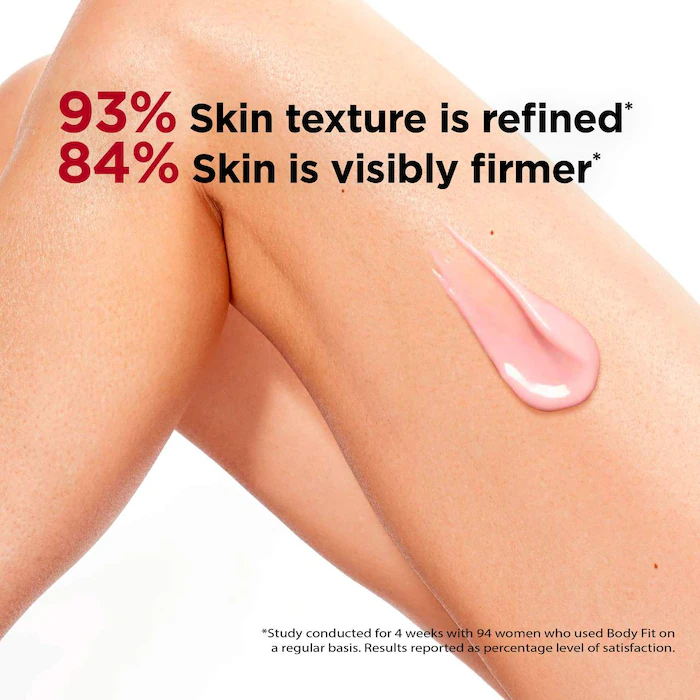 93% Skin texture is refined*
84% Skin is visibly firmer*
*Study conducted for 4 weeks with 94 women who used Body Fit on
a regular basis. Results reported as percentage level of satisfaction.